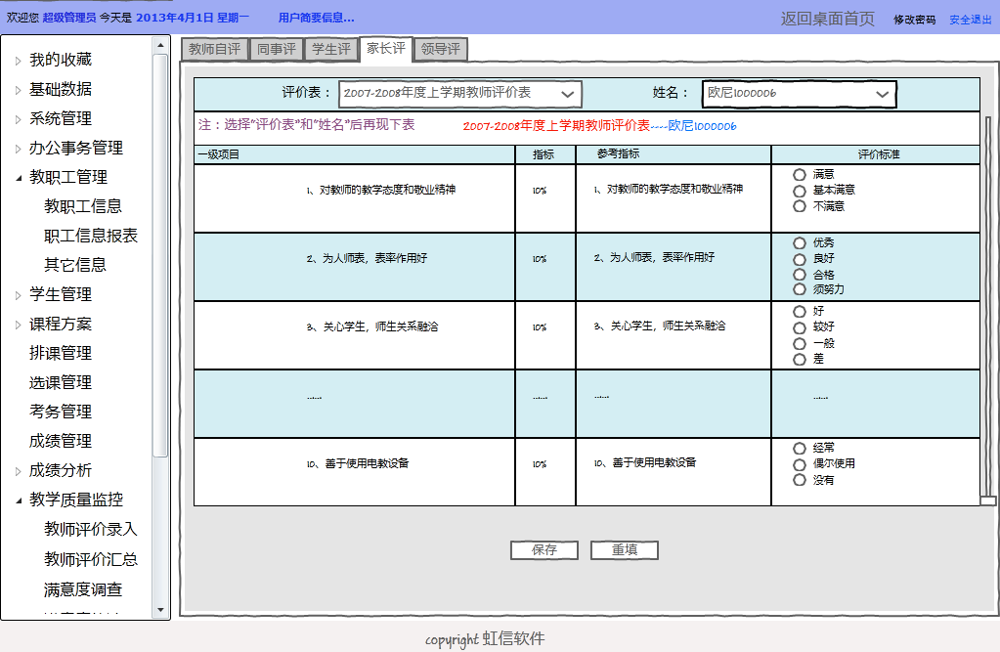 欢迎您 超级管理员 今天是 2013年4月1日 星期一 用户简要信息... 返回桌面首页 修改密码 安全退出
我的收藏
基础数据
系统管理
办公事务管理
教职工管理
教职工信息
职工信息报表
其它信息
学生管理
课程方案
排课管理
选课管理
考务管理
成绩管理
成绩分析
教学质量监控
教师评价录入
教师评价汇总
满意度调查
教师自评 同事评 学生评 家长评 领导评
评价表： 2007-2008年度上学期教师评价表 姓名： 欧尼1000006
注：选择"评价表"和"姓名"后再现下表 2007-2008年度上学期教师评价表----欧尼1000006
一级项目 指标 参考指标 评价标准
1、对教师的教学态度和敬业精神 10% 1、对教师的教学态度和敬业精神
满意
基本满意
不满意
2、为人师表，表率作用好 10% 2、为人师表，表率作用好
优秀
良好
合格
须努力
3、关心学生，师生关系融洽 10% 3、关心学生，师生关系融洽
好
较好
一般
差
...... ...... ...... ......
10、善于使用电教设备 10% 10、善于使用电教设备
经常
偶尔使用
没有
保存 重填
copyright 虹信软件